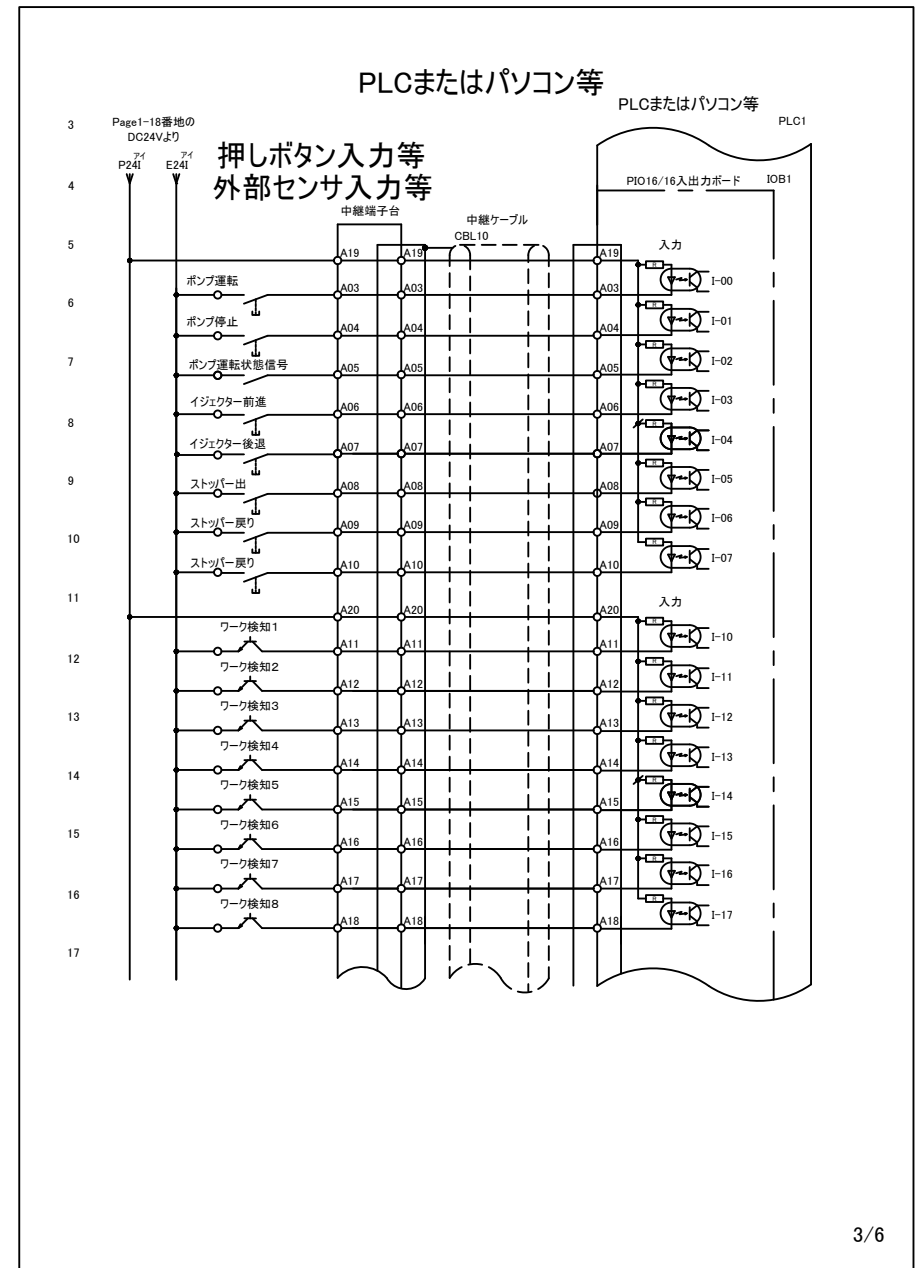 PLCまたはパソコン等
PLCまたはパソコン等
3
Page1-18番地の
DC24Vより
PLC1
アイ
アイ
P24I
E24I
押しボタン入力等
外部センサ入力等
4
PIO16/16入出力ボード
IOB1
中継端子台
中継ケーブル
CBL10
5
入力
A19
A19
A19
R
I-00
ポンプ運転
A03
A03
A03
6
R
I-01
ポンプ停止
A04
A04
A04
7
R
I-02
ポンプ運転状態信号
A05
A05
A05
R
I-03
イジェクター前進
A06
A06
A06
8
R
I-04
イジェクター後退
A07
A07
A07
9
R
I-05
ストッパー出
A08
A08
A08
R
I-06
ストッパー戻り
A09
A09
A09
10
R
I-07
ストッパー戻り
A10
A10
A10
11
入力
A20
A20
A20
R
I-10
ワーク検知1
A11
A11
A11
12
R
I-11
ワーク検知2
A12
A12
A12
R
I-12
ワーク検知3
A13
A13
A13
13
R
I-13
ワーク検知4
A14
A14
A14
14
R
I-14
ワーク検知5
A15
A15
A15
15
R
I-15
ワーク検知6
A16
A16
A16
R
I-16
ワーク検知7
A17
A17
A17
16
R
I-17
ワーク検知8
A18
A18
A18
17
3/6